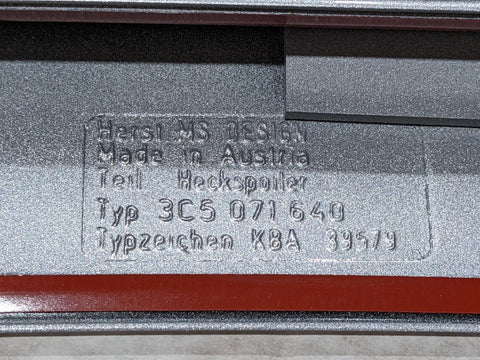 Herst MS DESIGN
Made in Austria
Teil Heckspoiler
Typ 3C5 071 640
Typzeichen KBA 39579